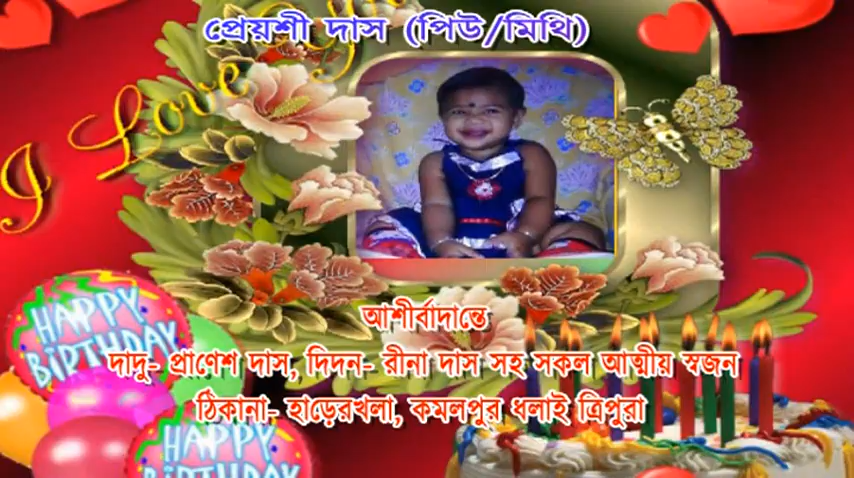 প্রেয়শী দাস (পিউ/মিথি)
I Love You
আশীর্বাদান্তে
HAPPY
BIRTHDAY
দাদু- প্রাণেশ দাস, দিদন- রীনা দাস সহ সকল আত্মীয় স্বজন
ঠিকানা- হাড়েরখলা, কমলপুর ধলাই ত্রিপুরা
HAPPY
BIRTHDAY